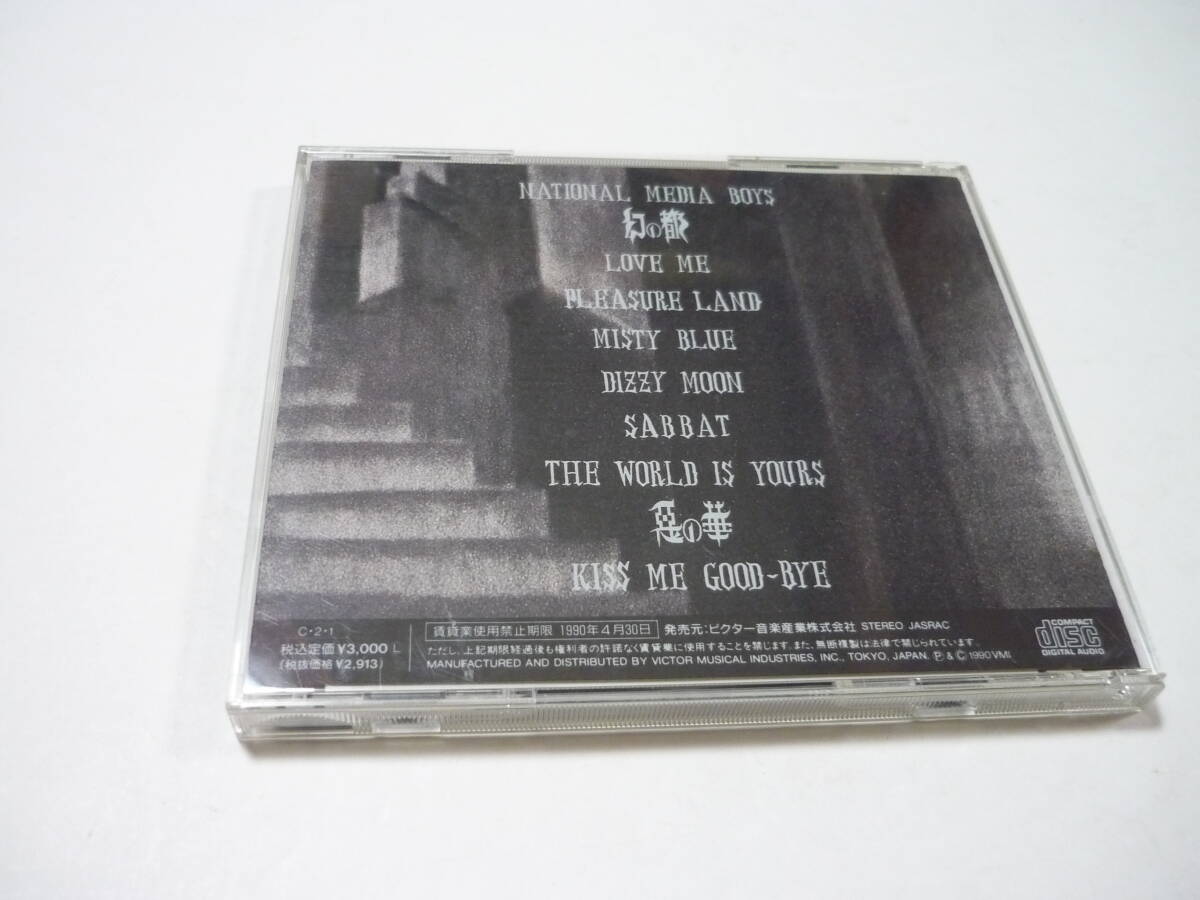 NATIONAL MEDIA BOYS
幻の都
LOVE ME
PLEASURE LAND
MISTY BLUE
DIZZY MOON
SABBAT
THE WORLD IS YOURS
惡の華
KISS ME GOOD-BYE
C・2・1
税込定価 ¥3,000 L
(税抜価格 ¥2,913)
賃貸業使用禁止期限 1990年4月30日 発売元:ビクター音楽産業株式会社 STEREO JASRAC
ただし、上記期限経過後も権利者の許諾なく賃貸業に使用することを禁じます。また、無断複製は法律で禁じられています。
MANUFACTURED AND DISTRIBUTED BY VICTOR MUSICAL INDUSTRIES, INC., TOKYO, JAPAN. Ⓟ & © 1990 VMI
COMPACT
disc
DIGITAL AUDIO